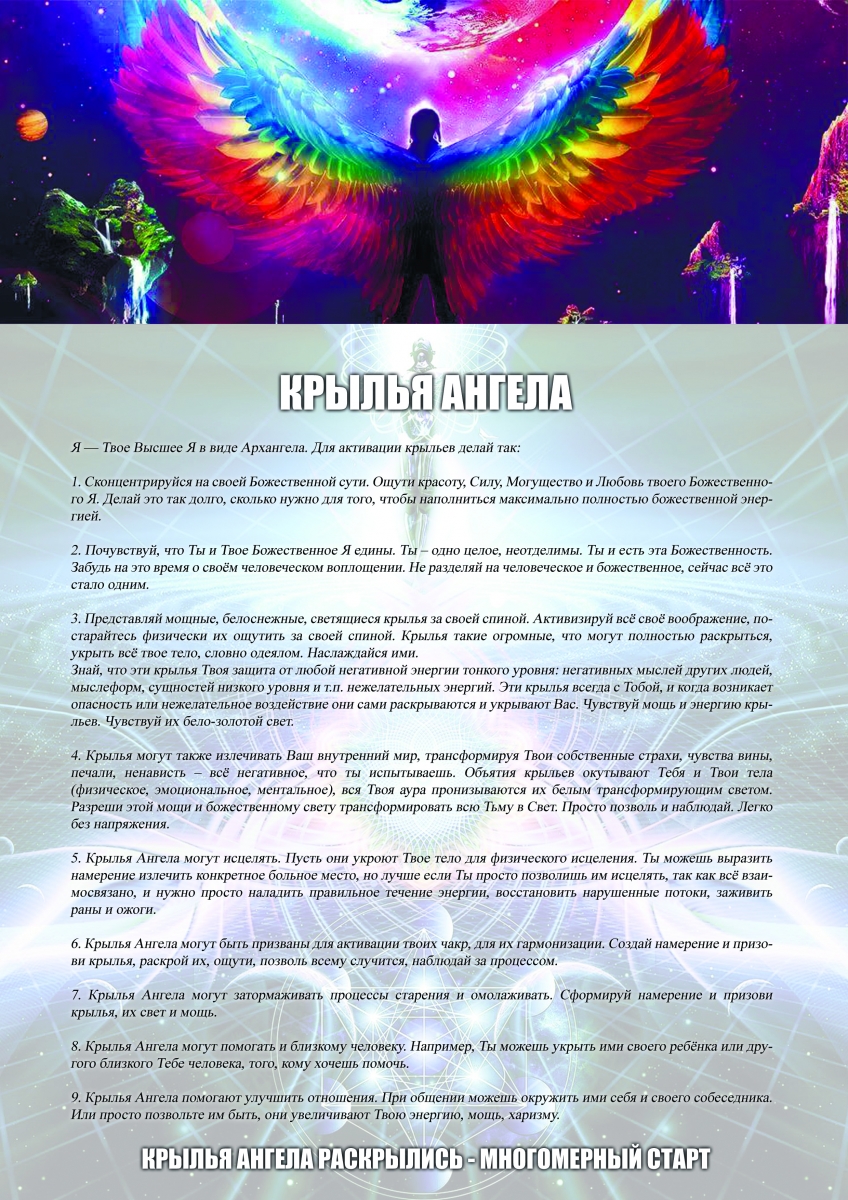 КРЫЛЬЯ АНГЕЛА
Я — Твое Высшее Я в виде Архангела. Для активации крыльев делай так:
1. Сконцентрируйся на своей Божественной сути. Ощути красоту, Силу, Могущество и Любовь твоего Божественно-
го Я. Делай это так долго, сколько нужно для того, чтобы наполниться максимально полностью божественной энер-
гией.
2. Почувствуй, что Ты и Твое Божественное Я едины. Ты – одно целое, неотделимы. Ты и есть эта Божественность.
Забудь на это время о своём человеческом воплощении. Не разделяй на человеческое и божественное, сейчас всё это
стало одним.
3. Представляй мощные, белоснежные, светящиеся крылья за своей спиной. Активизируй всё своё воображение, по-
старайтесь физически их ощутить за своей спиной. Крылья такие огромные, что могут полностью раскрыться,
укрыть всё твое тело, словно одеялом. Наслаждайся ими.
Знай, что эти крылья Твоя защита от любой негативной энергии тонкого уровня: негативных мыслей других людей,
мыслеформ, сущностей низкого уровня и т.п. нежелательных энергий. Эти крылья всегда с Тобой, и когда возникает
опасность или нежелательное воздействие они сами раскрываются и укрывают Вас. Чувствуй мощь и энергию кры-
льев. Чувствуй их бело-золотой свет.
4. Крылья могут также излечивать Ваш внутренний мир, трансформируя Твои собственные страхи, чувства вины,
печали, ненависть – всё негативное, что ты испытываешь. Объятия крыльев окутывают Тебя и Твои тела
(физическое, эмоциональное, ментальное), вся Твоя аура пронизываются их белым трансформирующим светом.
Разреши этой мощи и божественному свету трансформировать всю Тьму в Свет. Просто позволь и наблюдай. Легко
без напряжения.
5. Крылья Ангела могут исцелять. Пусть они укроют Твое тело для физического исцеления. Ты можешь выразить
намерение излечить конкретное больное место, но лучше если Ты просто позволишь им исцелять, так как всё взаи-
мосвязано, и нужно просто наладить правильное течение энергии, восстановить нарушенные потоки, заживить
раны и ожоги.
6. Крылья Ангела могут быть призваны для активации твоих чакр, для их гармонизации. Создай намерение и призо-
ви крылья, раскрой их, ощути, позволь всему случится, наблюдай за процессом.
7. Крылья Ангела могут затормаживать процессы старения и омолаживать. Сформируй намерение и призови
крылья, их свет и мощь.
8. Крылья Ангела могут помогать и близкому человеку. Например, Ты можешь укрыть ими своего ребёнка или дру-
гого близкого Тебе человека, того, кому хочешь помочь.
9. Крылья Ангела помогают улучшить отношения. При общении можешь окружить ими себя и своего собеседника.
Или просто позвольте им быть, они увеличивают Твою энергию, мощь, харизму.
КРЫЛЬЯ АНГЕЛА РАСКРЫЛИСЬ - МНОГОМЕРНЫЙ СТАРТ